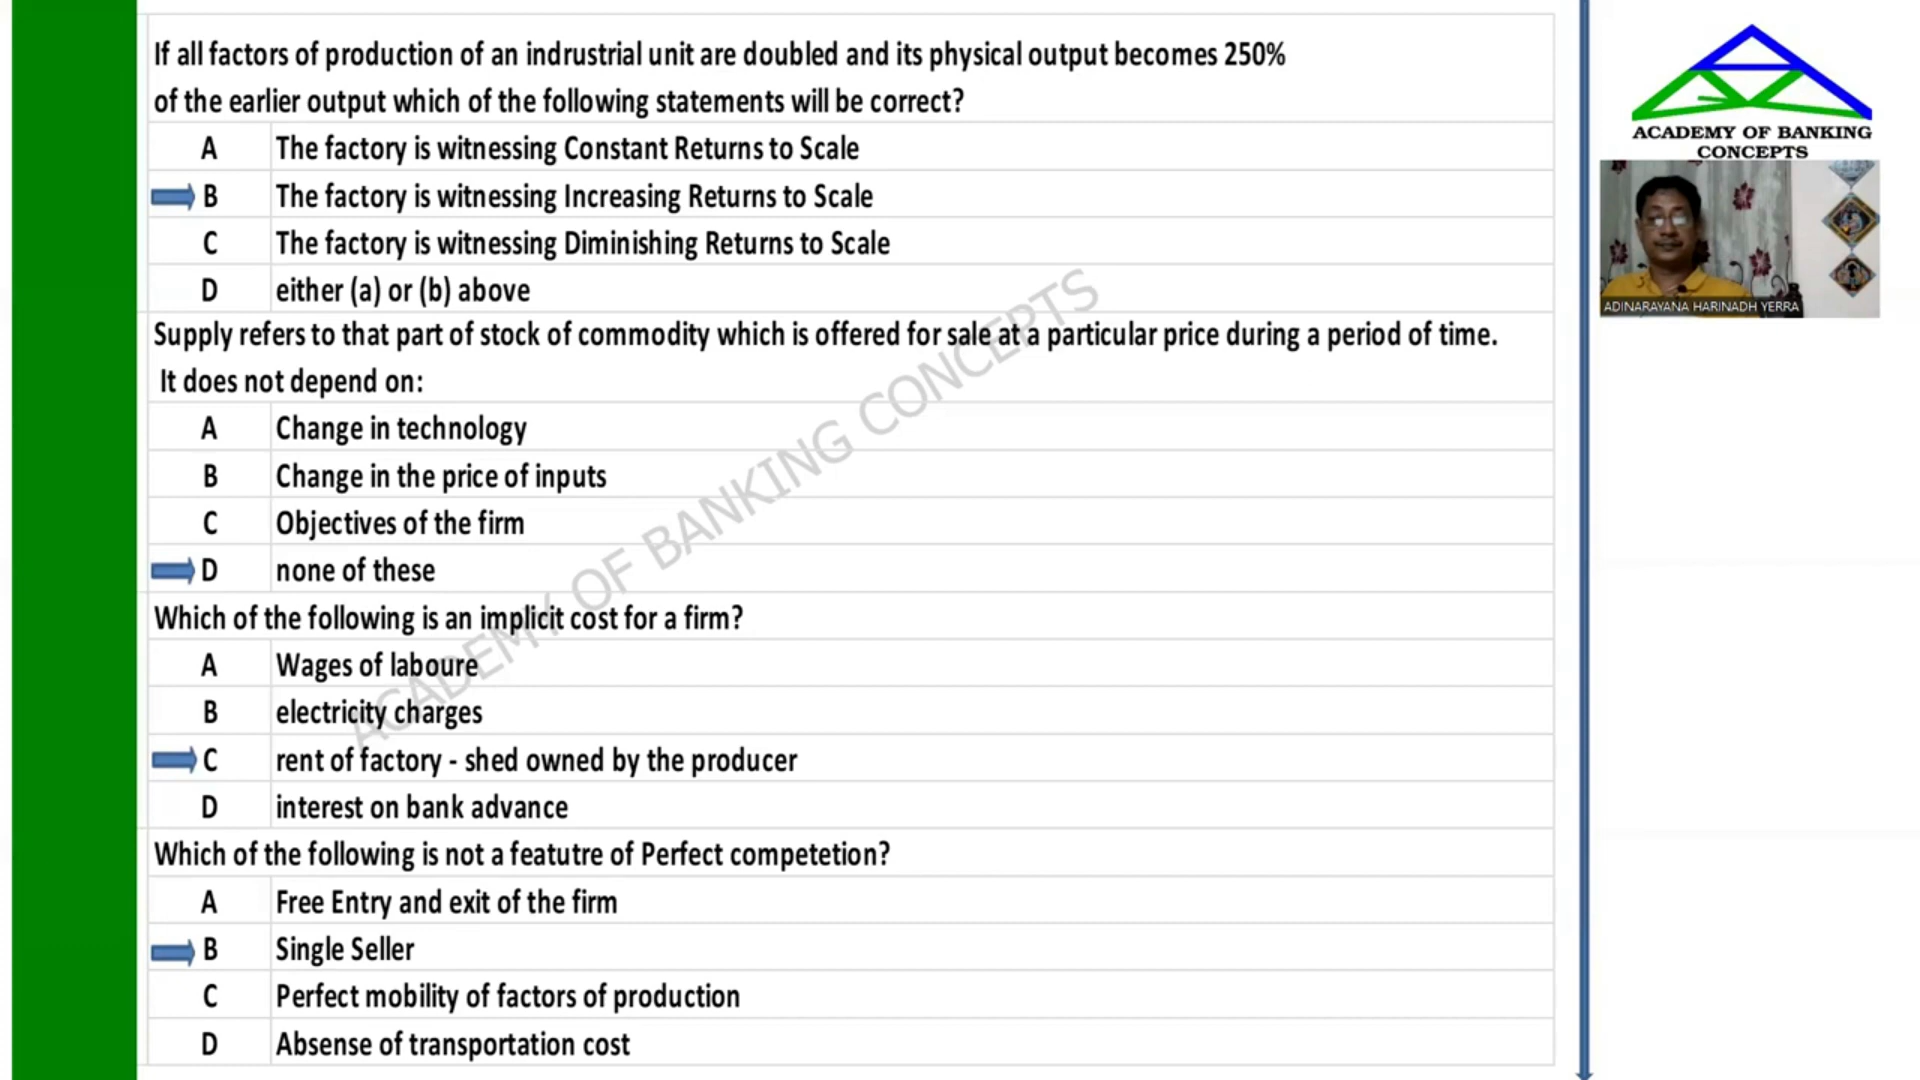 If all factors of production of an indrustrial unit are doubled and its physical output becomes 250%
of the earlier output which of the following statements will be correct?
A The factory is witnessing Constant Returns to Scale
B The factory is witnessing Increasing Returns to Scale
C The factory is witnessing Diminishing Returns to Scale
D either (a) or (b) above
Supply refers to that part of stock of commodity which is offered for sale at a particular price during a period of time.
It does not depend on:
A Change in technology
B Change in the price of inputs
C Objectives of the firm
D none of these
Which of the following is an implicit cost for a firm?
A Wages of laboure
B electricity charges
C rent of factory - shed owned by the producer
D interest on bank advance
Which of the following is not a featutre of Perfect competetion?
A Free Entry and exit of the firm
B Single Seller
C Perfect mobility of factors of production
D Absense of transportation cost
ACADEMY OF BANKING CONCEPTS
ACADEMY OF BANKING
CONCEPTS
ADINARAYANA HARINADH YERRA